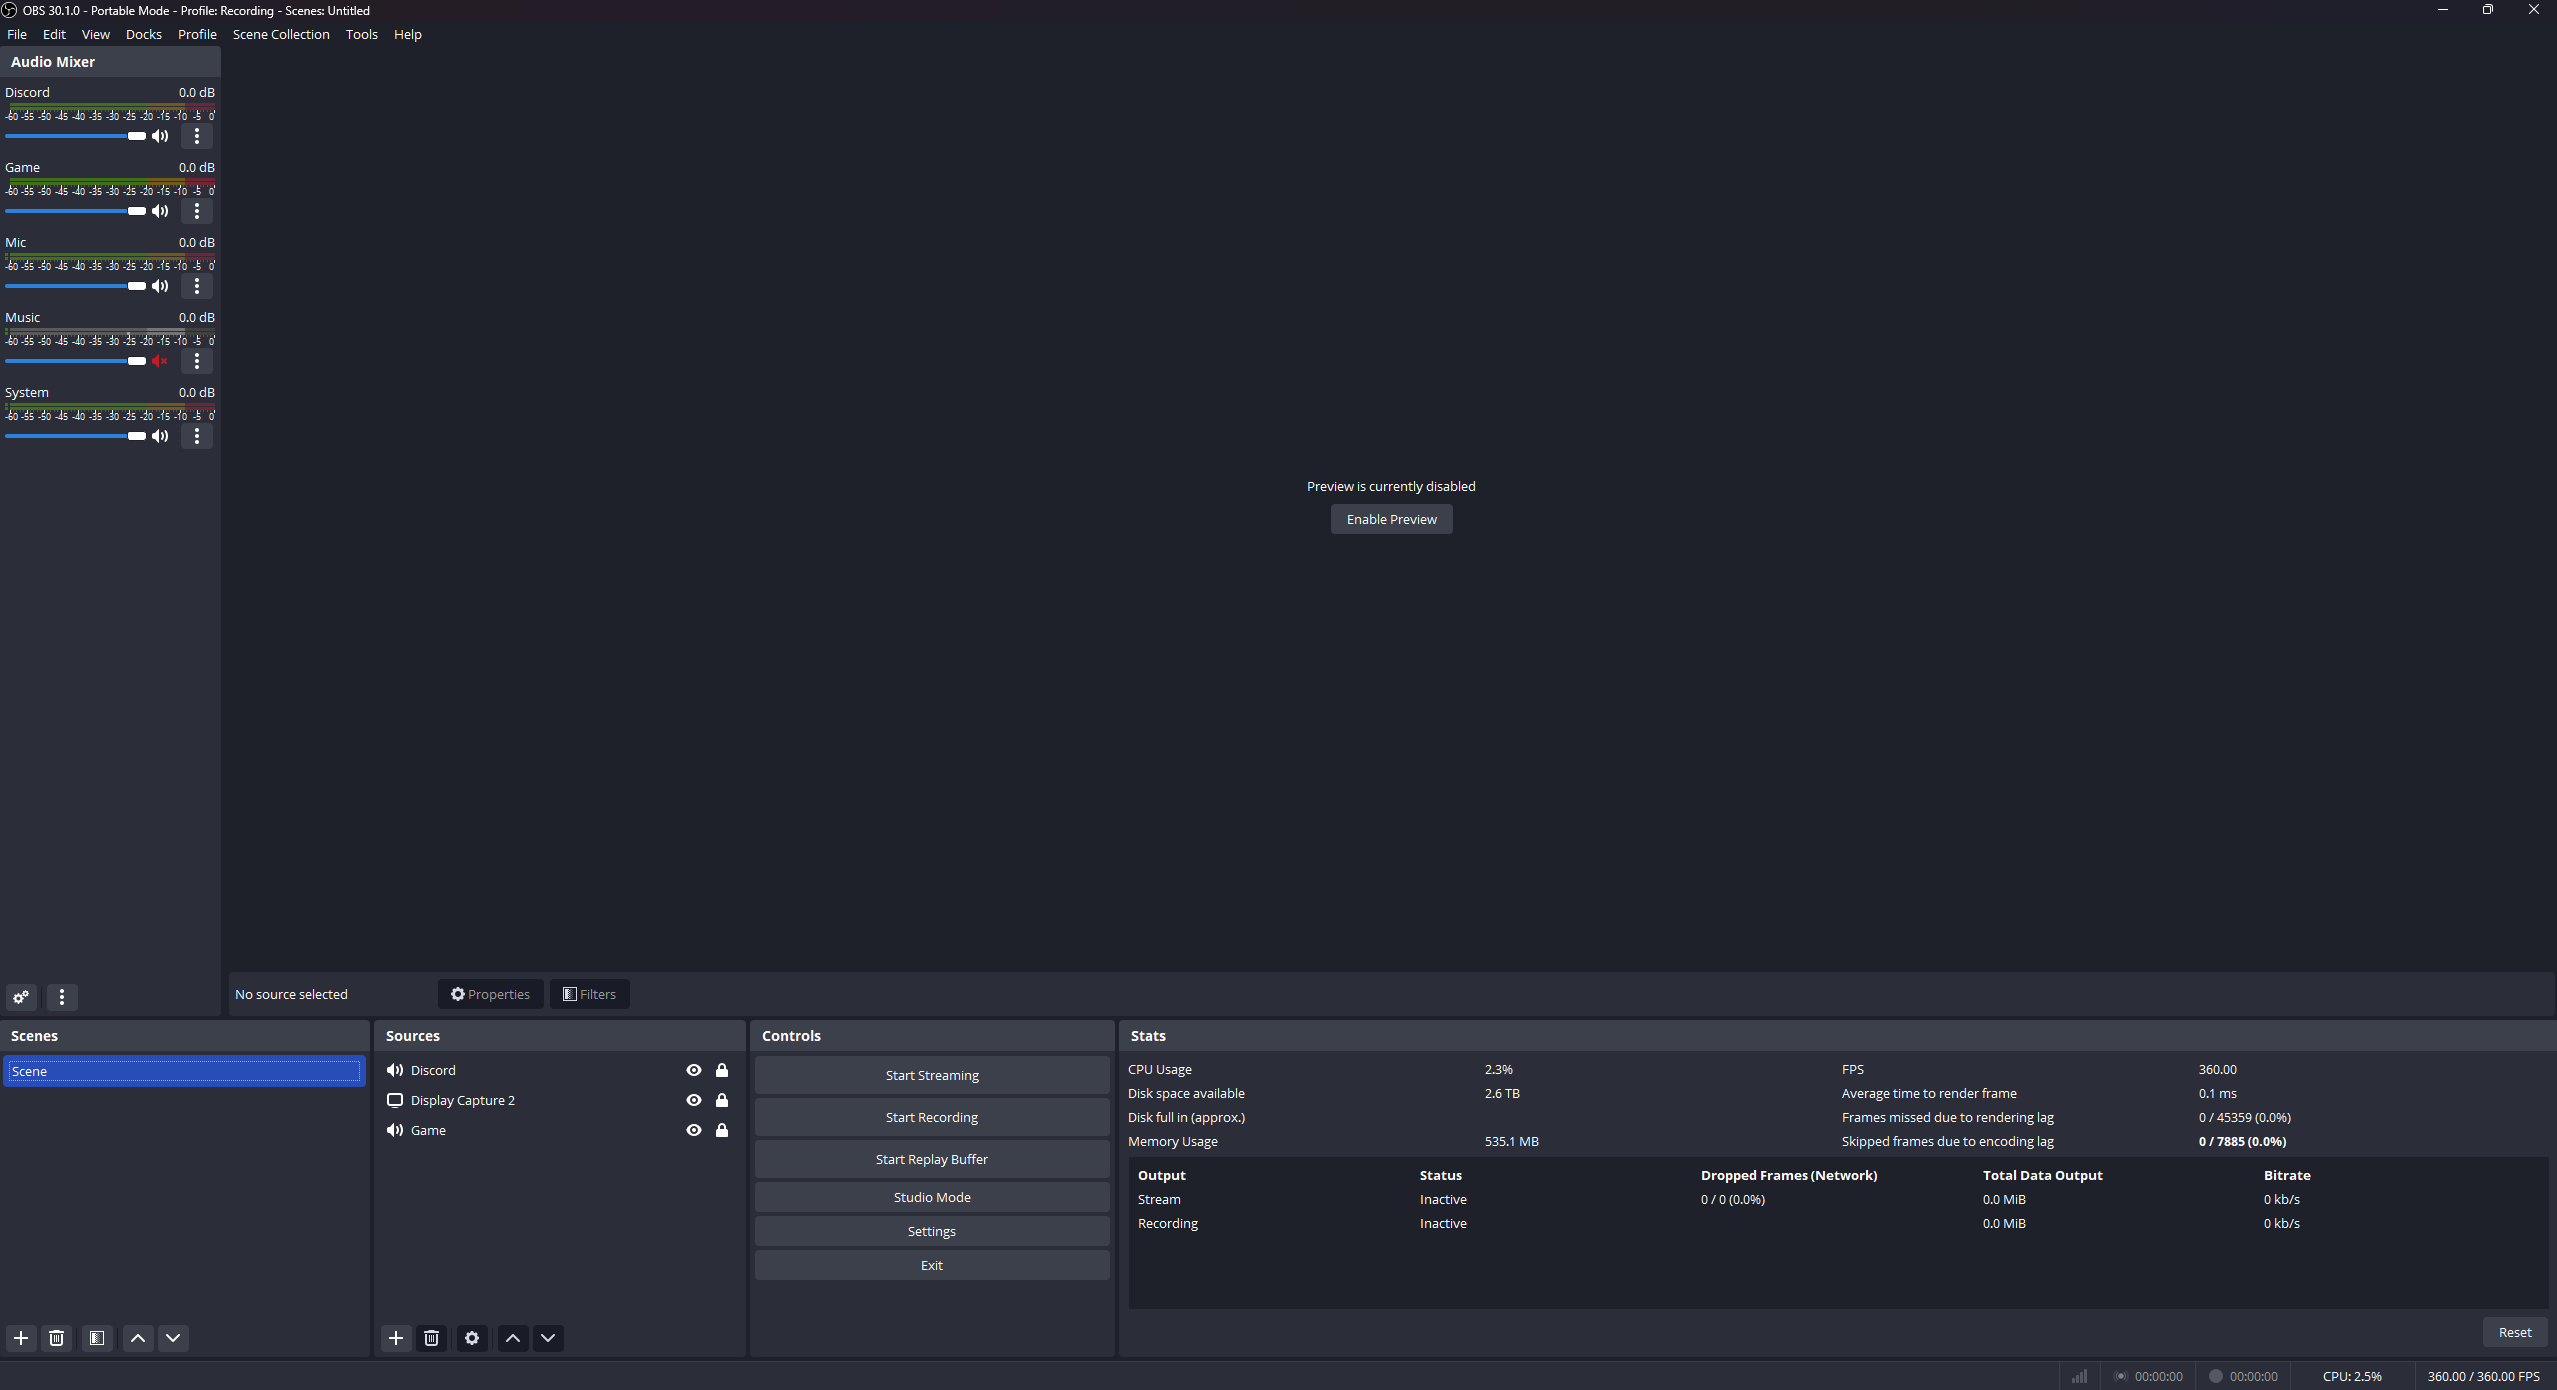 OBS 30.1.0 - Portable Mode - Profile: Recording - Scenes: Untitled
File Edit View Docks Profile Scene Collection Tools Help
Audio Mixer
Discord 0.0 dB
-60 -55 -50 -45 -40 -35 -30 -25 -20 -15 -10 -5 0
Game 0.0 dB
-60 -55 -50 -45 -40 -35 -30 -25 -20 -15 -10 -5 0
Mic 0.0 dB
-60 -55 -50 -45 -40 -35 -30 -25 -20 -15 -10 -5 0
Music 0.0 dB
-60 -55 -50 -45 -40 -35 -30 -25 -20 -15 -10 -5 0
System 0.0 dB
-60 -55 -50 -45 -40 -35 -30 -25 -20 -15 -10 -5 0
Preview is currently disabled
Enable Preview
No source selected Properties Filters
Scenes
Scene
Sources
Discord
Display Capture 2
Game
Controls
Start Streaming
Start Recording
Start Replay Buffer
Studio Mode
Settings
Exit
Stats
CPU Usage 2.3% FPS 360.00
Disk space available 2.6 TB Average time to render frame 0.1 ms
Disk full in (approx.) Frames missed due to rendering lag 0 / 45359 (0.0%)
Memory Usage 535.1 MB Skipped frames due to encoding lag 0 / 7885 (0.0%)
Output Status Dropped Frames (Network) Total Data Output Bitrate
Stream Inactive 0 / 0 (0.0%) 0.0 MiB 0 kb/s
Recording Inactive 0.0 MiB 0 kb/s
Reset
00:00:00 00:00:00 CPU: 2.5% 360.00 / 360.00 FPS